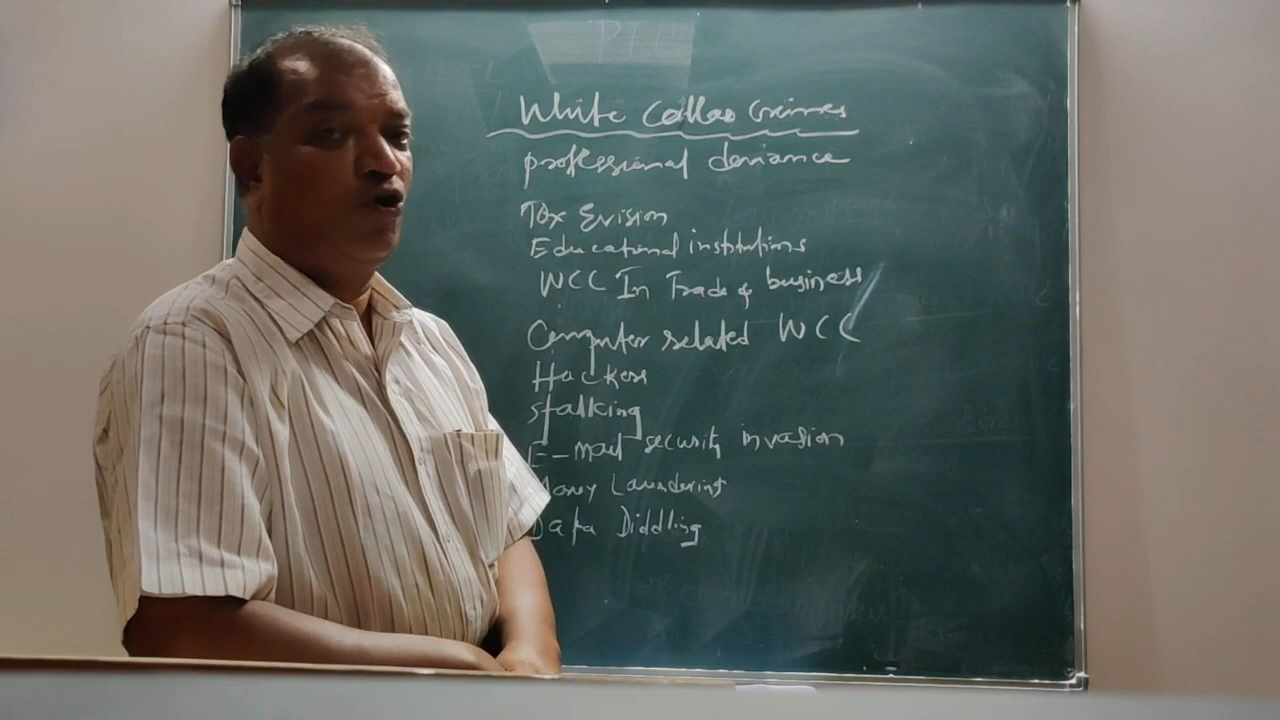 White Collar Crimes
professional deviance
Tax Evision
Educational institutions
WCC In Trade & business
Computer related WCC
Hackers
stalking
E-mail security invasion
Money Laundering
Data Diddling